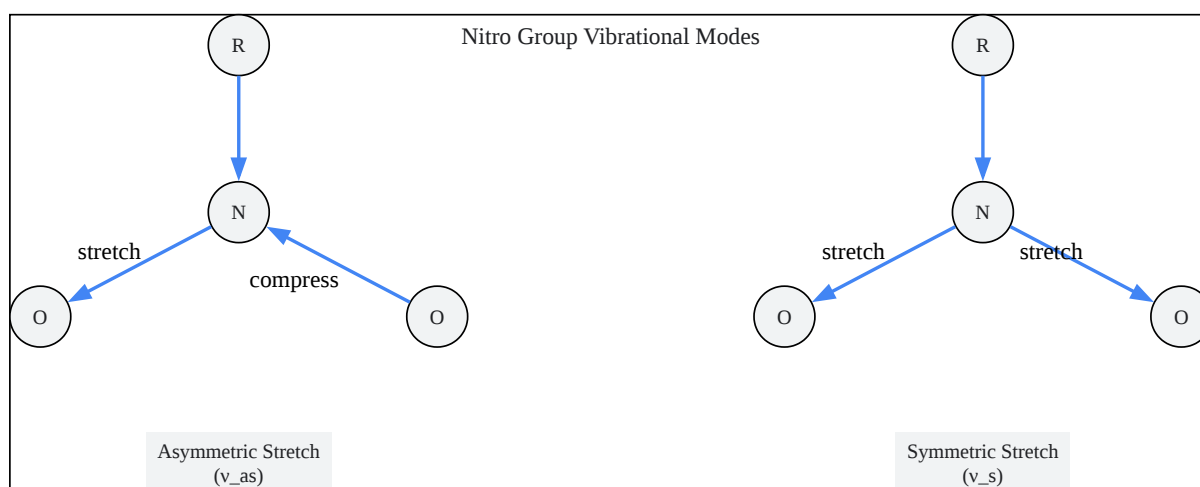 Nitro Group Vibrational Modes
R
R
N
N
stretch
compress
stretch
stretch
O
O
O
O
Asymmetric Stretch
(ν_as)
Symmetric Stretch
(ν_s)